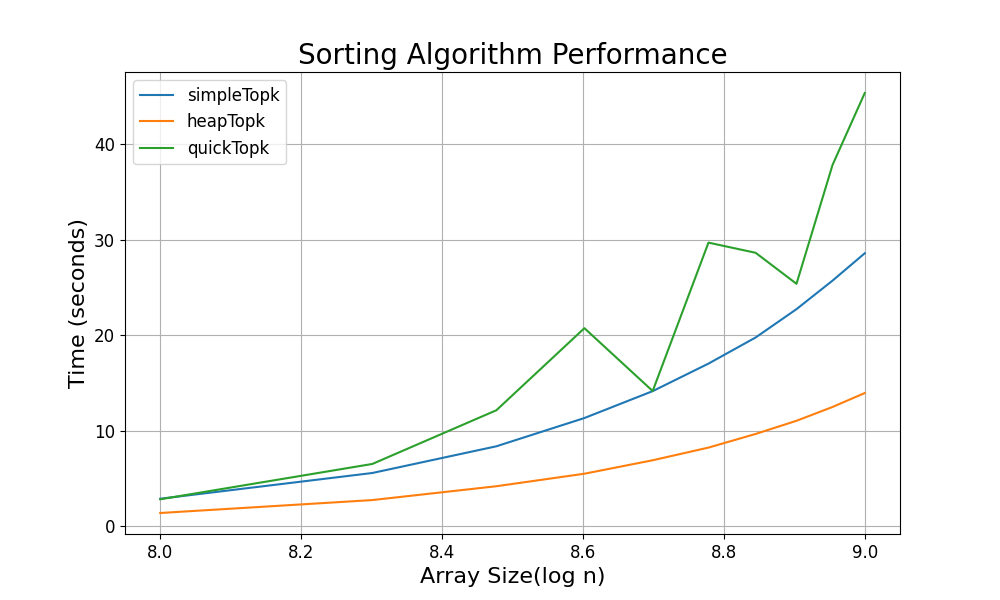 Sorting Algorithm Performance
simpleTopk
heapTopk
quickTopk
40
30
20
10
0
Time (seconds)
8.0 8.2 8.4 8.6 8.8 9.0
Array Size(log n)